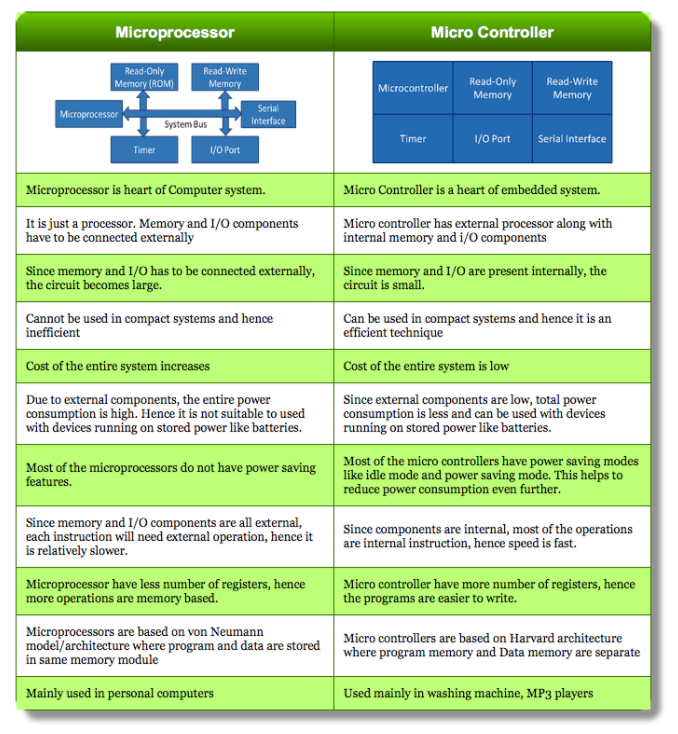 Microprocessor
Micro Controller
Read-Only
Memory (ROM)
Read-Write
Memory
Microprocessor
Serial
Interface
System Bus
Timer
I/O Port
Microcontroller
Read-Only
Memory
Read-Write
Memory
Timer
I/O Port
Serial Interface
Microprocessor is heart of Computer system.
Micro Controller is a heart of embedded system.
It is just a processor. Memory and I/O components
have to be connected externally
Micro controller has external processor along with
internal memory and i/O components
Since memory and I/O has to be connected externally,
the circuit becomes large.
Since memory and I/O are present internally, the
circuit is small.
Cannot be used in compact systems and hence
inefficient
Can be used in compact systems and hence it is an
efficient technique
Cost of the entire system increases
Cost of the entire system is low
Due to external components, the entire power
consumption is high. Hence it is not suitable to used
with devices running on stored power like batteries.
Since external components are low, total power
consumption is less and can be used with devices
running on stored power like batteries.
Most of the microprocessors do not have power saving
features.
Most of the micro controllers have power saving modes
like idle mode and power saving mode. This helps to
reduce power consumption even further.
Since memory and I/O components are all external,
each instruction will need external operation, hence it
is relatively slower.
Since components are internal, most of the operations
are internal instruction, hence speed is fast.
Microprocessor have less number of registers, hence
more operations are memory based.
Micro controller have more number of registers, hence
the programs are easier to write.
Microprocessors are based on von Neumann
model/architecture where program and data are stored
in same memory module
Micro controllers are based on Harvard architecture
where program memory and Data memory are separate
Mainly used in personal computers
Used mainly in washing machine, MP3 players